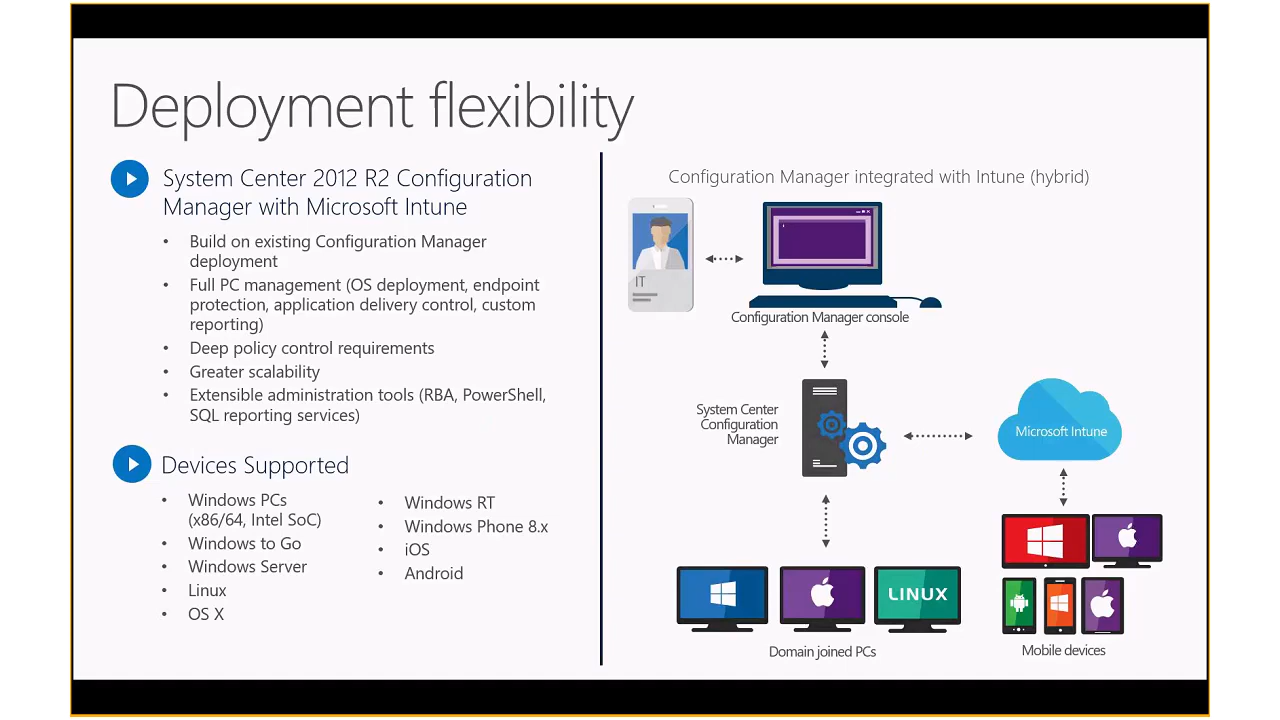 Deployment flexibility
System Center 2012 R2 Configuration
Manager with Microsoft Intune
• Build on existing Configuration Manager
deployment
• Full PC management (OS deployment, endpoint
protection, application delivery control, custom
reporting)
• Deep policy control requirements
• Greater scalability
• Extensible administration tools (RBA, PowerShell,
SQL reporting services)
Devices Supported
• Windows PCs
(x86/64, Intel SoC)
• Windows to Go
• Windows Server
• Linux
• OS X
• Windows RT
• Windows Phone 8.x
• iOS
• Android
Configuration Manager integrated with Intune (hybrid)
IT
Configuration Manager console
System Center
Configuration
Manager
Microsoft Intune
LINUX
Domain joined PCs
Mobile devices